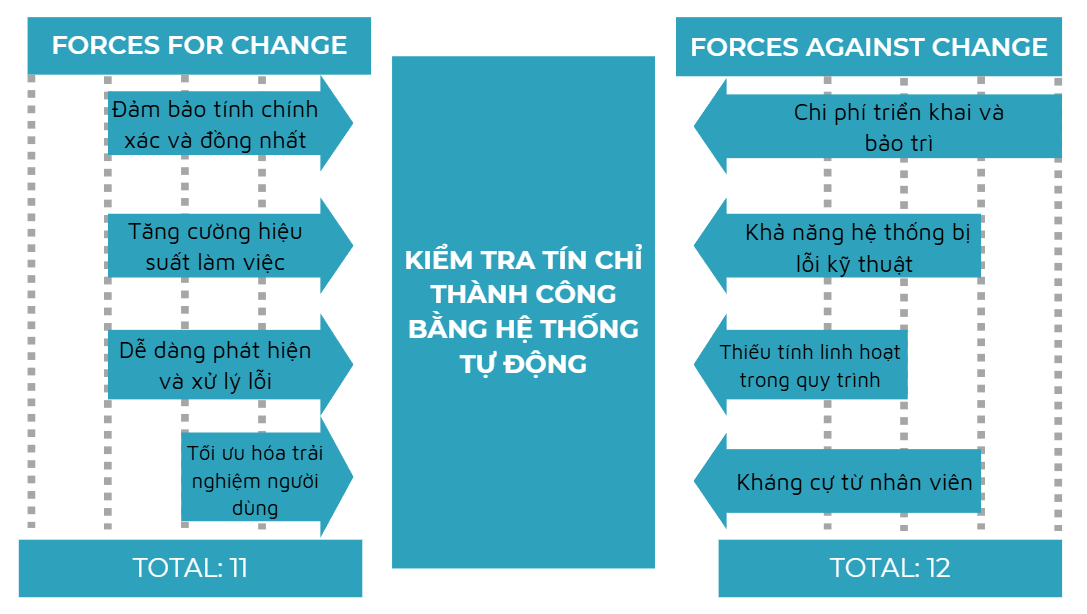 FORCES FOR CHANGE
Đảm bảo tính chính
xác và đồng nhất
Tăng cường hiệu
suất làm việc
Dễ dàng phát hiện
và xử lý lỗi
Tối ưu hóa trải
nghiệm người
dùng
TOTAL: 11
KIỂM TRA TÍN CHỈ
THÀNH CÔNG
BẰNG HỆ THỐNG
TỰ ĐỘNG
FORCES AGAINST CHANGE
Chi phí triển khai và
bảo trì
Khả năng hệ thống bị
lỗi kỹ thuật
Thiếu tính linh hoạt
trong quy trình
Kháng cự từ nhân viên
TOTAL: 12